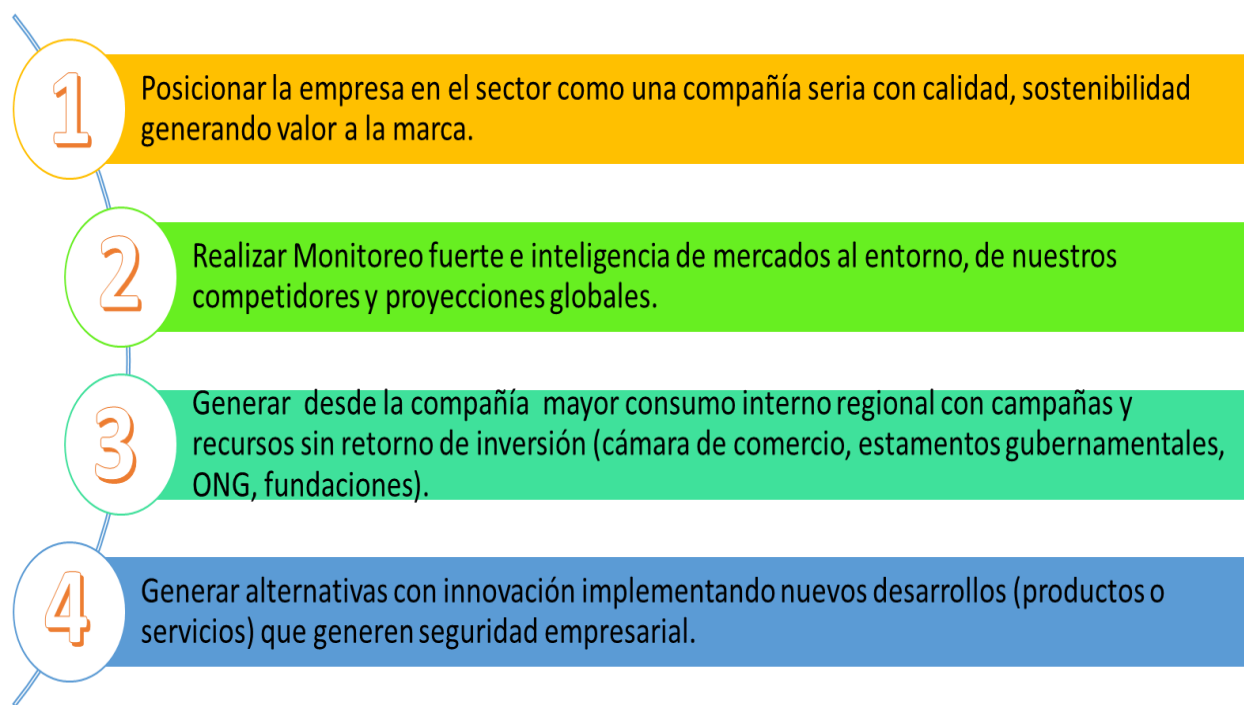 1
Posicionar la empresa en el sector como una compañía seria con calidad, sostenibilidad
generando valor a la marca.
2
Realizar Monitoreo fuerte e inteligencia de mercados al entorno, de nuestros
competidores y proyecciones globales.
3
Generar desde la compañía mayor consumo interno regional con campañas y
recursos sin retorno de inversión (cámara de comercio, estamentos gubernamentales,
ONG, fundaciones).
4
Generar alternativas con innovación implementando nuevos desarrollos (productos o
servicios) que generen seguridad empresarial.